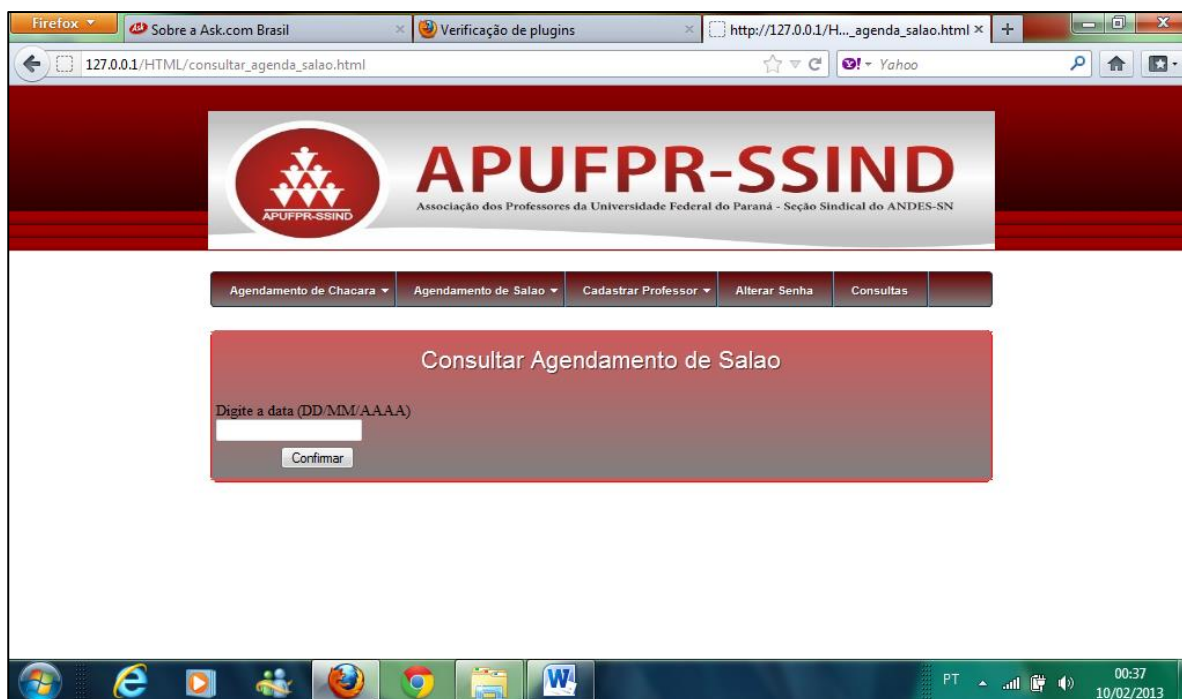 Firefox
Sobre a Ask.com Brasil
Verificação de plugins
http://127.0.0.1/H..._agenda_salao.html
127.0.0.1/HTML/consultar_agenda_salao.html
Yahoo
APUFPR-SSIND
APUFPR-SSIND
Associação dos Professores da Universidade Federal do Paraná - Seção Sindical do ANDES-SN
Agendamento de Chacara Agendamento de Salao Cadastrar Professor Alterar Senha Consultas
Consultar Agendamento de Salao
Digite a data (DD/MM/AAAA)
Confirmar
PT
00:37
10/02/2013